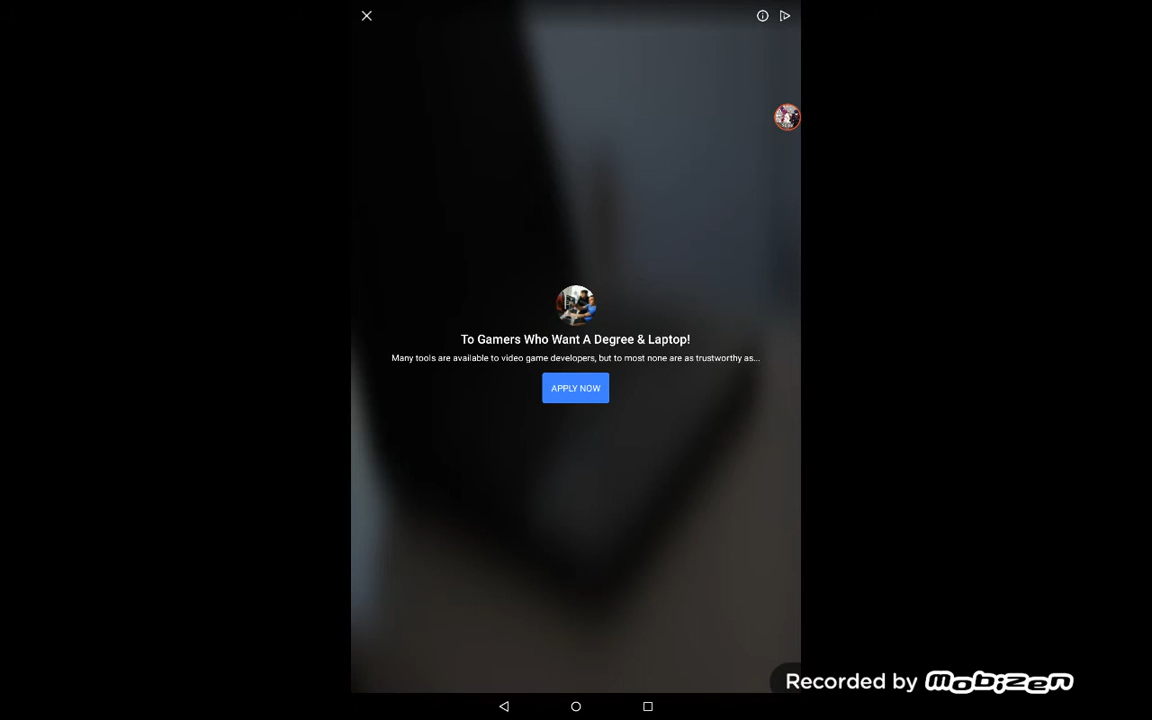 To Gamers Who Want A Degree & Laptop!
Many tools are available to video game developers, but to most none are as trustworthy as...
APPLY NOW
Recorded by mobizen